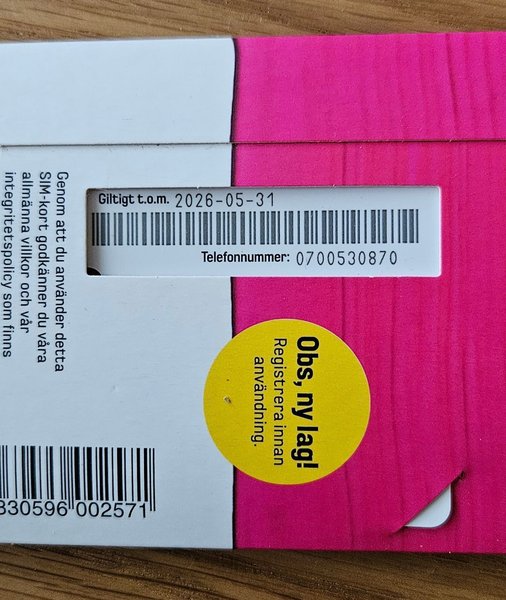 Giltigt t.o.m. 2026-05-31
Telefonnummer: 0700530870
Genom att du använder detta
SIM-kort godkänner du våra
allmänna villkor och vår
integritetspolicy som finns
Obs, ny lag!
Registrera innan
användning.
330596 002571